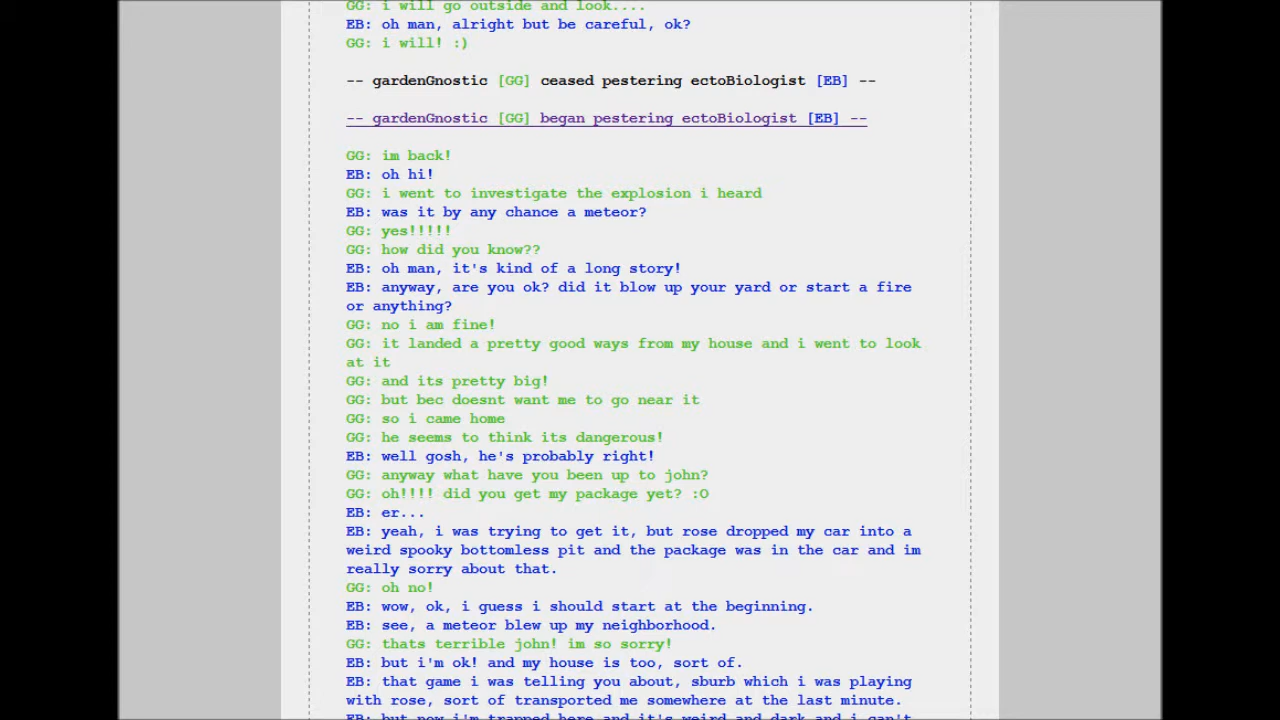 GG: i will go outside and look....
EB: oh man, alright but be careful, ok?
GG: i will! :)
-- gardenGnostic [GG] ceased pestering ectoBiologist [EB] --
-- gardenGnostic [GG] began pestering ectoBiologist [EB] --
GG: im back!
EB: oh hi!
GG: i went to investigate the explosion i heard
EB: was it by any chance a meteor?
GG: yes!!!!!
GG: how did you know??
EB: oh man, it's kind of a long story!
EB: anyway, are you ok? did it blow up your yard or start a fire
or anything?
GG: no i am fine!
GG: it landed a pretty good ways from my house and i went to look
at it
GG: and its pretty big!
GG: but bec doesnt want me to go near it
GG: so i came home
GG: he seems to think its dangerous!
EB: well gosh, he's probably right!
GG: anyway what have you been up to john?
GG: oh!!!! did you get my package yet? :O
EB: er...
EB: yeah, i was trying to get it, but rose dropped my car into a
weird spooky bottomless pit and the package was in the car and im
really sorry about that.
GG: oh no!
EB: wow, ok, i guess i should start at the beginning.
EB: see, a meteor blew up my neighborhood.
GG: thats terrible john! im so sorry!
EB: but i'm ok! and my house is too, sort of.
EB: that game i was telling you about, sburb which i was playing
with rose, sort of transported me somewhere at the last minute.
EB: but now i'm trapped here and it's weird and dark and i can't